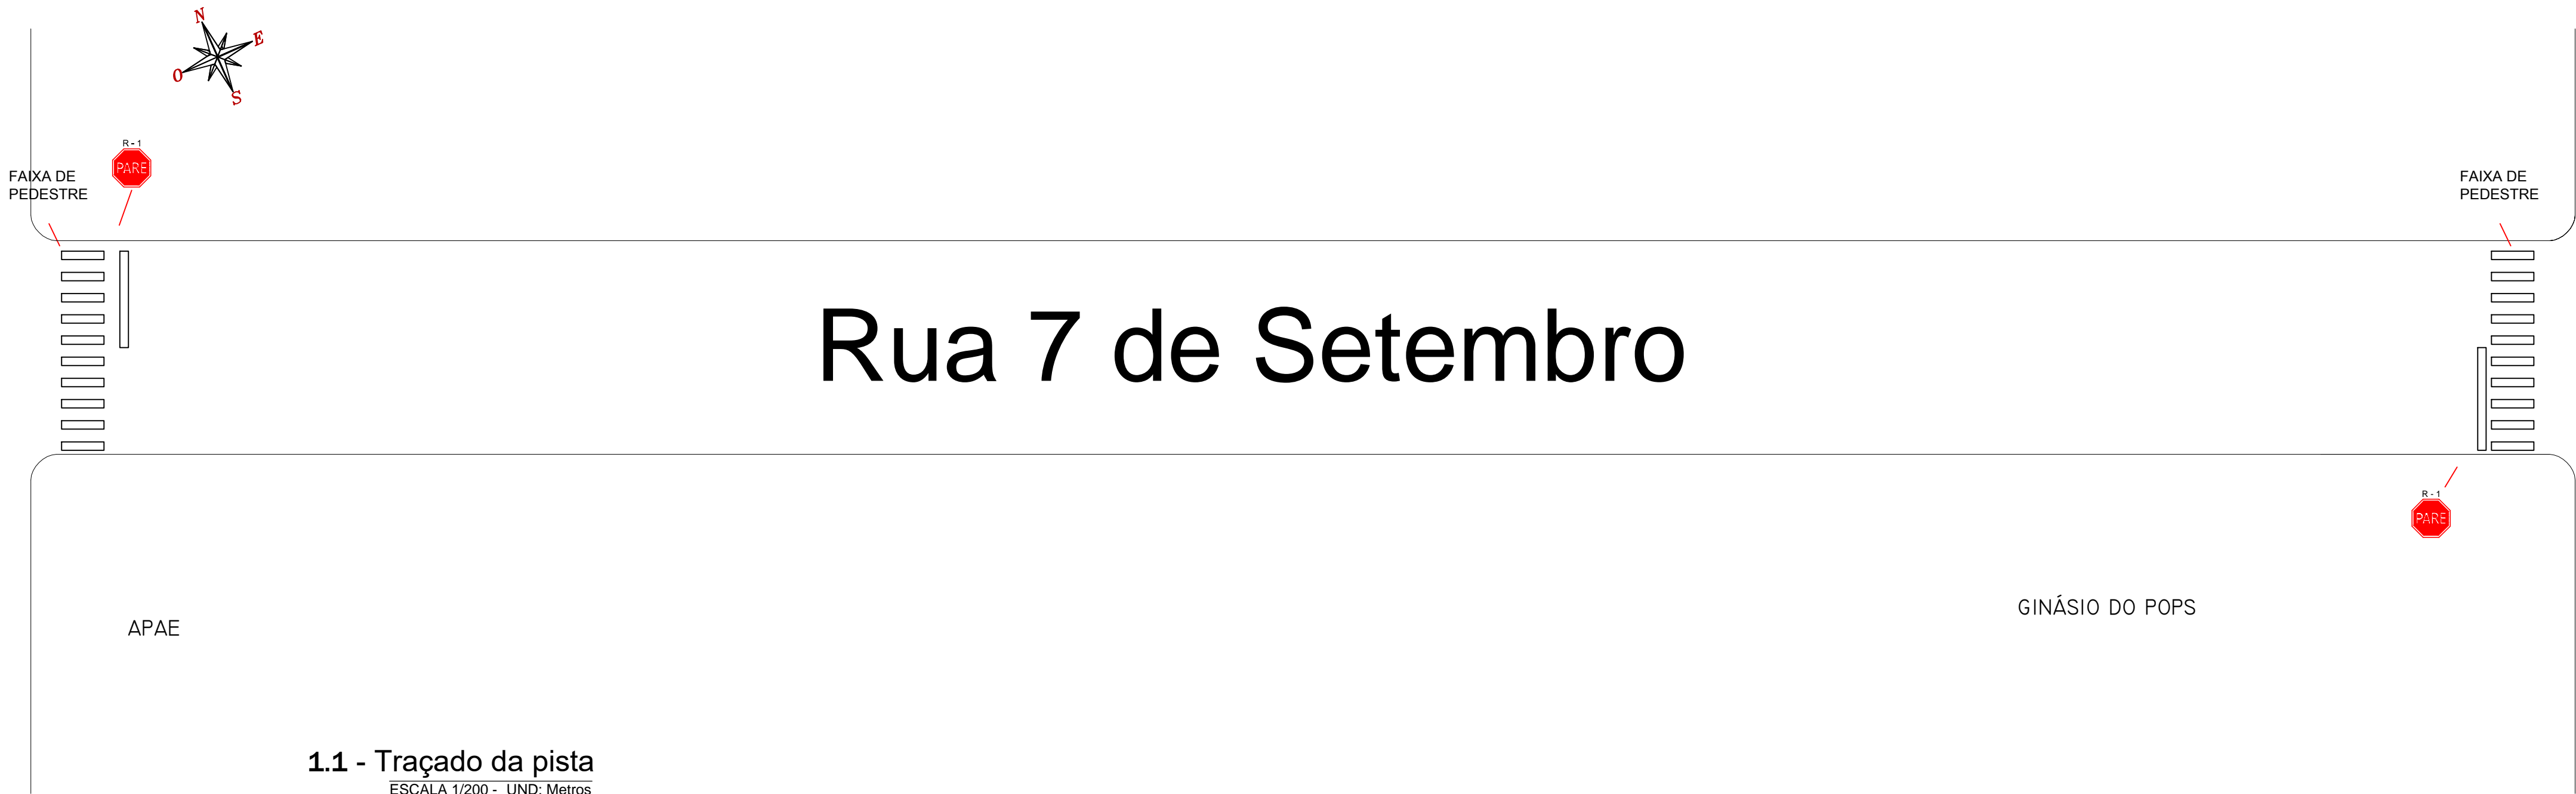 N
E
O
S
R - 1
PARE
FAIXA DE
PEDESTRE
FAIXA DE
PEDESTRE
Rua 7 de Setembro
R - 1
PARE
GINÁSIO DO POPS
APAE
1.1 - Traçado da pista
ESCALA 1/200 - UND: Metros